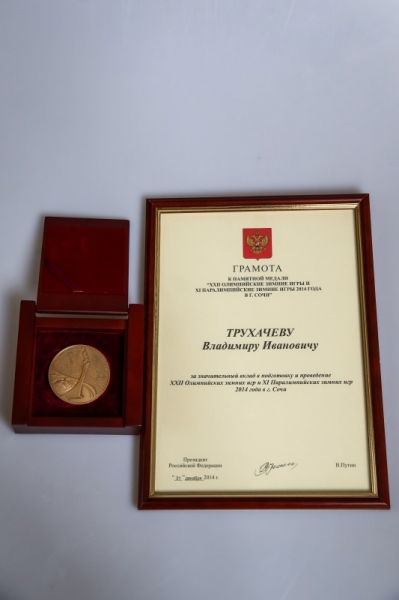 ГРАМОТА
К ПАМЯТНОЙ МЕДАЛИ
"XXII ОЛИМПИЙСКИЕ ЗИМНИЕ ИГРЫ И
XI ПАРАЛИМПИЙСКИЕ ЗИМНИЕ ИГРЫ 2014 ГОДА
В Г. СОЧИ"
ТРУХАЧЕВУ
Владимиру Ивановичу
за значительный вклад в подготовку и проведение
XXII Олимпийских зимних игр и XI Паралимпийских зимних игр
2014 года в г. Сочи
Президент
Российской Федерации
В.Путин
" 31 " декабря 2014 г.